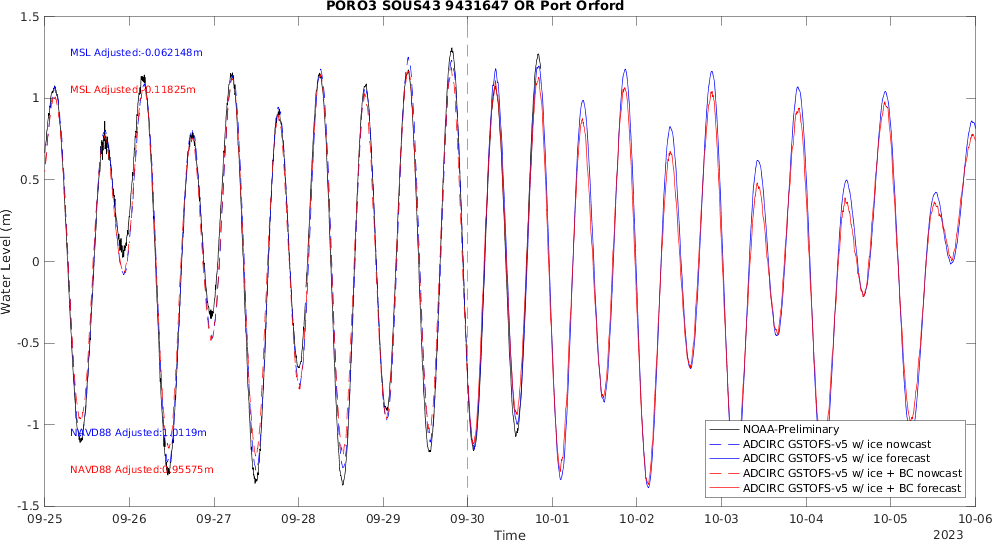 PORO3 SOUS43 9431647 OR Port Orford
1.5
1
0.5
0
-0.5
-1
-1.5
Water Level (m)
MSL Adjusted:-0.062148m
MSL Adjusted:-0.11825m
NAVD88 Adjusted:1.0119m
NAVD88 Adjusted:0.95575m
NOAA-Preliminary
ADCIRC GSTOFS-v5 w/ ice nowcast
ADCIRC GSTOFS-v5 w/ ice forecast
ADCIRC GSTOFS-v5 w/ ice + BC nowcast
ADCIRC GSTOFS-v5 w/ ice + BC forecast
09-25 09-26 09-27 09-28 09-29 09-30 10-01 10-02 10-03 10-04 10-05 10-06
Time
2023